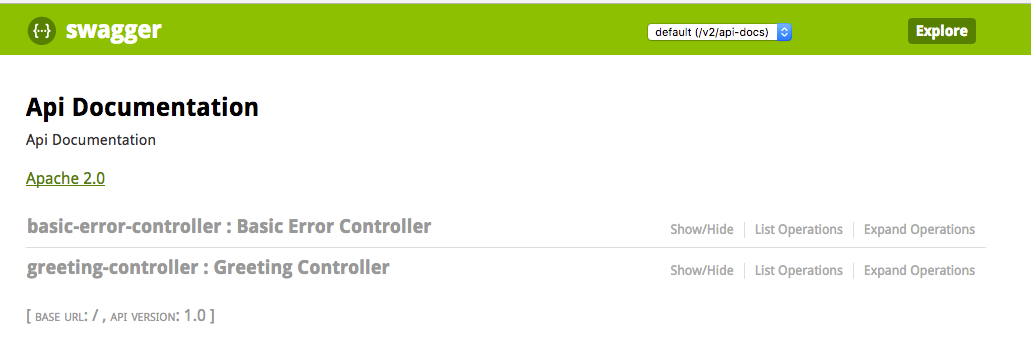 {··} swagger default (/v2/api-docs) Explore
Api Documentation
Api Documentation
Apache 2.0
basic-error-controller : Basic Error Controller Show/Hide List Operations Expand Operations
greeting-controller : Greeting Controller Show/Hide List Operations Expand Operations
[ BASE URL: / , API VERSION: 1.0 ]